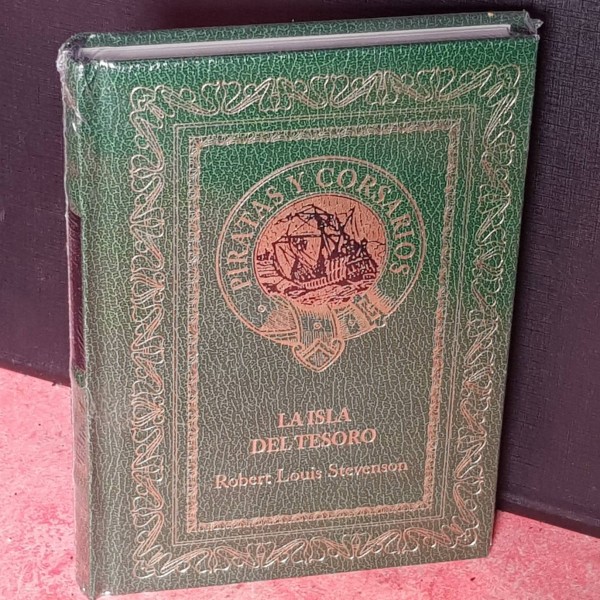 PIRATAS Y CORSARIOS
LA ISLA
DEL TESORO
Robert Louis Stevenson